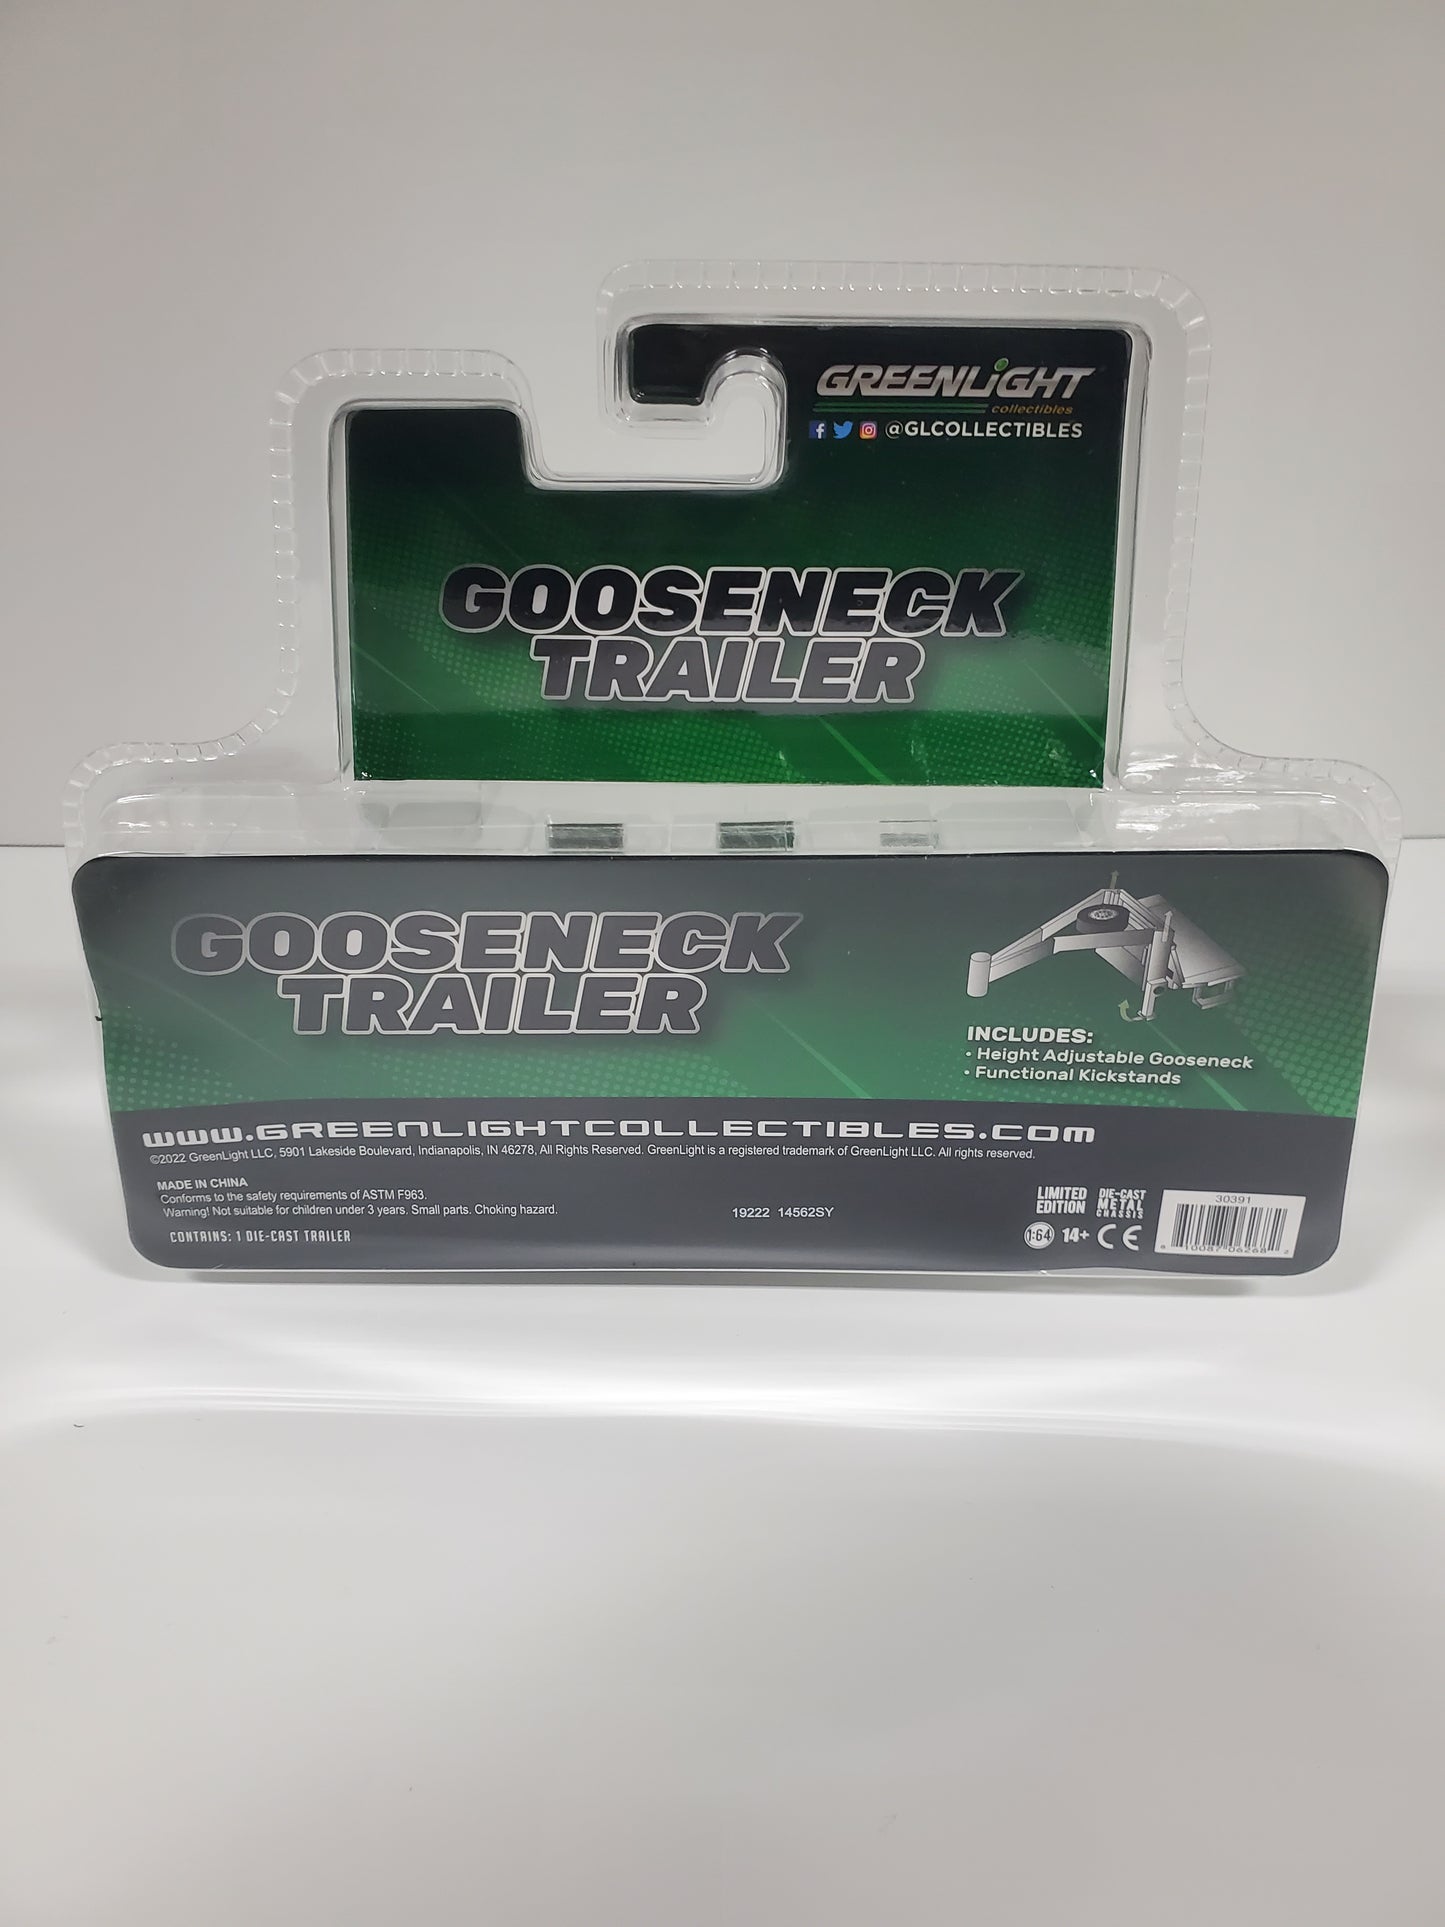 GREENLiGHT
collectibles
@GLCOLLECTIBLES
GOOSENECK
TRAILER
GOOSENECK
TRAILER
INCLUDES:
• Height Adjustable Gooseneck
• Functional Kickstands
www.GREENLIGHTCOLLECTIBLES.com
©2022 GreenLight LLC, 5901 Lakeside Boulevard, Indianapolis, IN 46278, All Rights Reserved. GreenLight is a registered trademark of GreenLight LLC. All rights reserved.
MADE IN CHINA
Conforms to the safety requirements of ASTM F963.
Warning! Not suitable for children under 3 years. Small parts. Choking hazard.
CONTAINS: 1 DIE-CAST TRAILER
19222 14562SY
LIMITED
EDITION
DIE-CAST
METAL
CHASSIS
1:64 14+ CE
30391
8 10087 06268 2